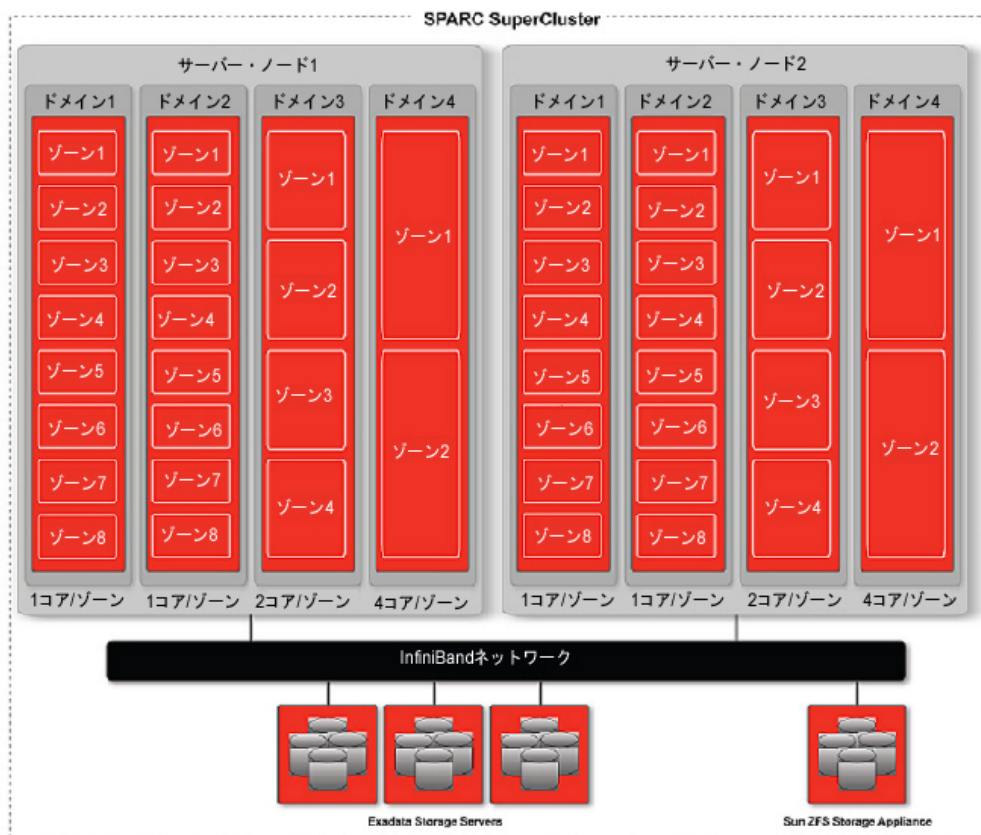 SPARC SuperCluster
サーバー・ノード1
ドメイン1
ゾーン1
ゾーン2
ゾーン3
ゾーン4
ゾーン5
ゾーン6
ゾーン7
ゾーン8
1コア/ゾーン
ドメイン2
ゾーン1
ゾーン2
ゾーン3
ゾーン4
ゾーン5
ゾーン6
ゾーン7
ゾーン8
1コア/ゾーン
ドメイン3
ゾーン1
ゾーン2
ゾーン3
ゾーン4
2コア/ゾーン
ドメイン4
ゾーン1
ゾーン2
4コア/ゾーン
サーバー・ノード2
ドメイン1
ゾーン1
ゾーン2
ゾーン3
ゾーン4
ゾーン5
ゾーン6
ゾーン7
ゾーン8
1コア/ゾーン
ドメイン2
ゾーン1
ゾーン2
ゾーン3
ゾーン4
ゾーン5
ゾーン6
ゾーン7
ゾーン8
1コア/ゾーン
ドメイン3
ゾーン1
ゾーン2
ゾーン3
ゾーン4
2コア/ゾーン
ドメイン4
ゾーン1
ゾーン2
4コア/ゾーン
InfiniBandネットワーク
Exadata Storage Servers
Sun ZFS Storage Appliance